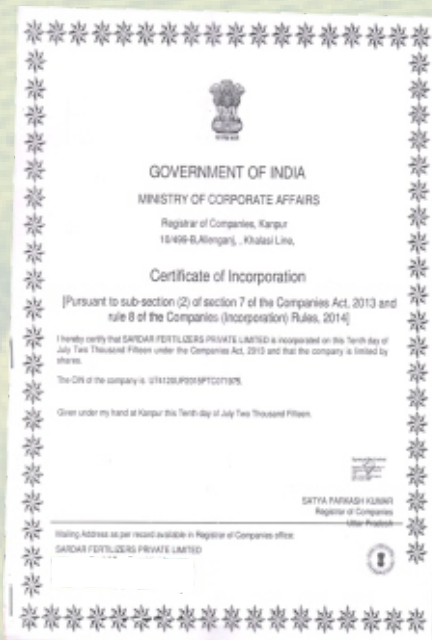 GOVERNMENT OF INDIA
MINISTRY OF CORPORATE AFFAIRS
Registrar of Companies, Kanpur
10/499-B,Allenganj, , Khalasi Line,
Certificate of Incorporation
[Pursuant to sub-section (2) of section 7 of the Companies Act, 2013 and
rule 8 of the Companies (Incorporation) Rules, 2014]
I hereby certify that SARDAR FERTILIZERS PRIVATE LIMITED is incorporated on this Tenth day of
July Two Thousand Fifteen under the Companies Act, 2013 and that the company is limited by
shares.
The CIN of the company is
Given under my hand at Kanpur this Tenth day of July Two Thousand Fifteen.
SATYA PARKASH KUMAR
Registrar of Companies
Uttar Pradesh
Mailing Address as per record available in Registrar of Companies office:
SARDAR FERTILIZERS PRIVATE LIMITED